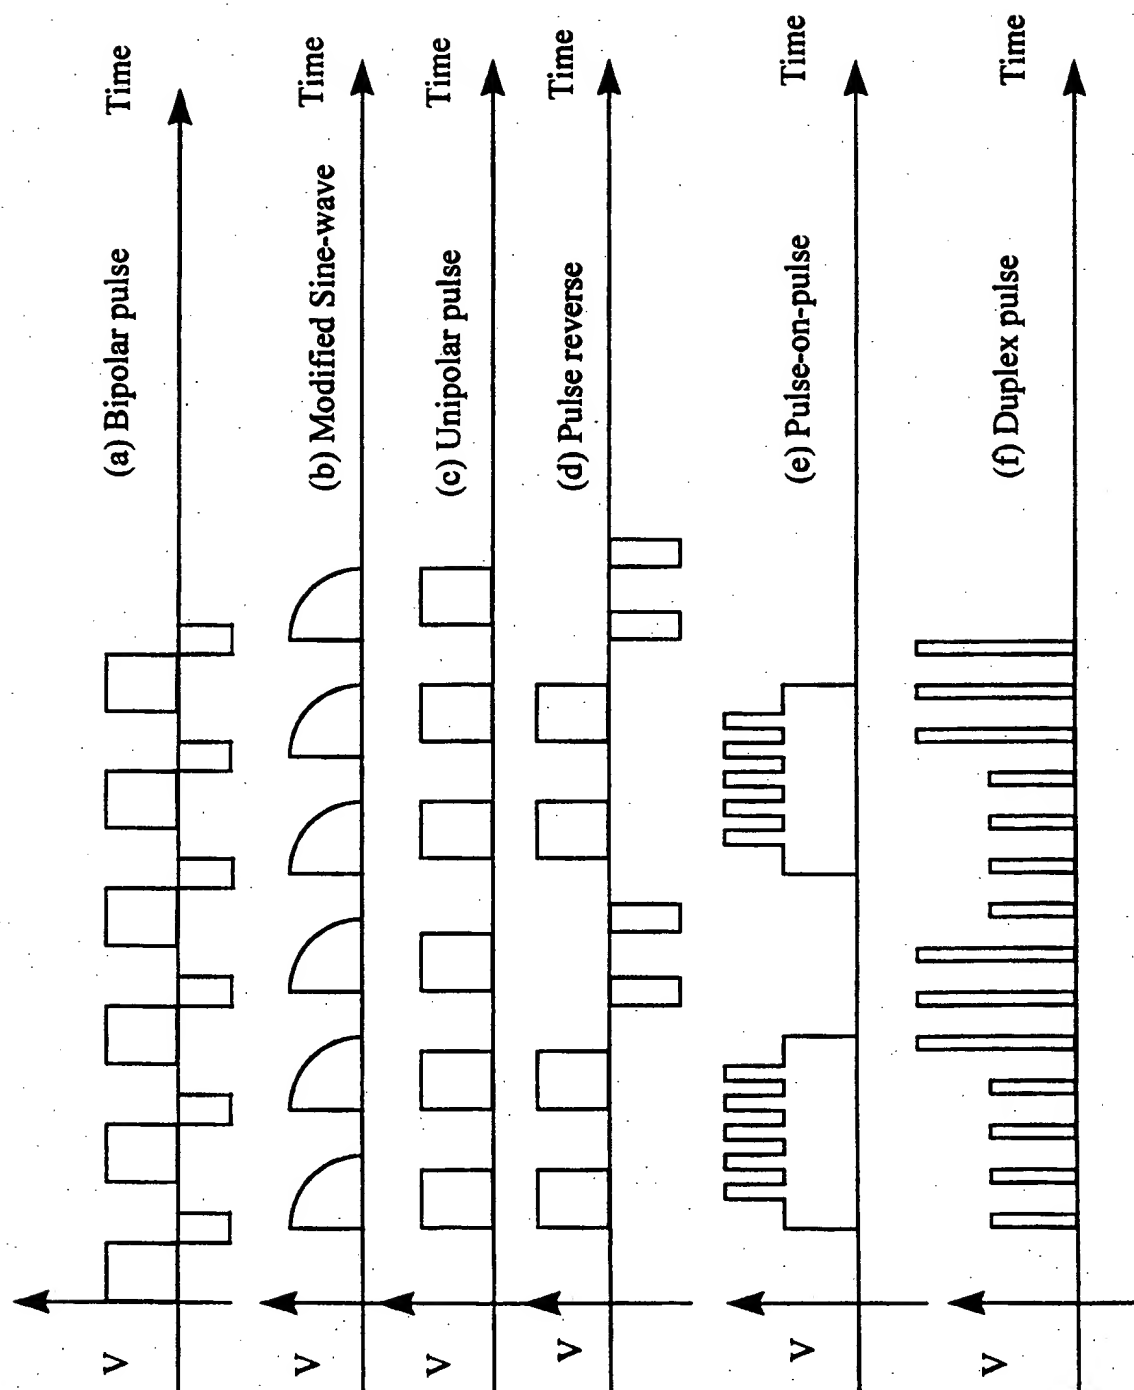 V
(a) Bipolar pulse
Time
V
(b) Modified Sine-wave
Time
V
(c) Unipolar pulse
Time
V
(d) Pulse reverse
Time
V
(e) Pulse-on-pulse
Time
V
(f) Duplex pulse
Time